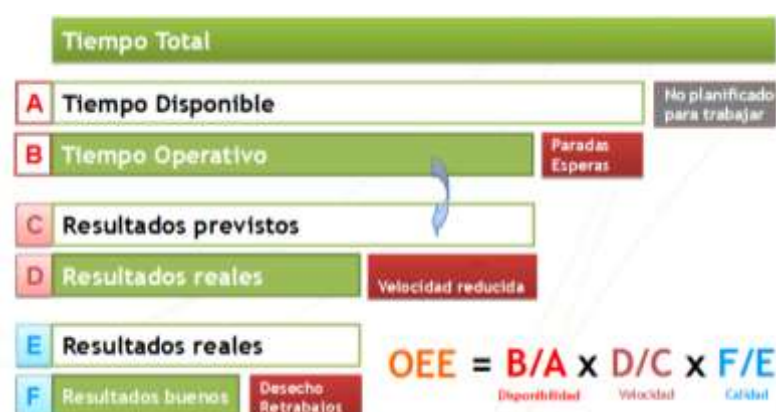 Tiempo Total
A Tiempo Disponible
No planificado
para trabajar
B Tiempo Operativo
Paradas
Esperas
C Resultados previstos
D Resultados reales
Velocidad reducida
E Resultados reales
F Resultados buenos
Desecho
Retrabajos
OEE = B/A x D/C x F/E
Disponibilidad Velocidad Calidad